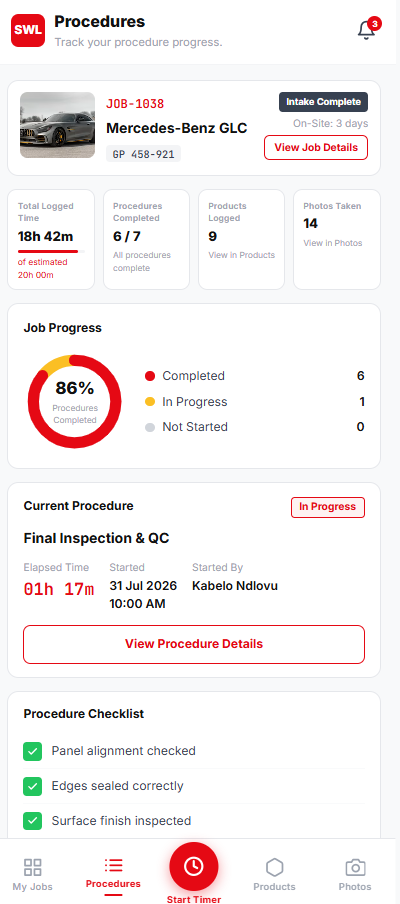 SWL
Procedures
Track your procedure progress.
3
JOB-1038
Mercedes-Benz GLC
GP 458-921
Intake Complete
On-Site: 3 days
View Job Details
Total Logged
Time
18h 42m
of estimated
20h 00m
Procedures
Completed
6 / 7
All procedures
complete
Products
Logged
9
View in Products
Photos Taken
14
View in Photos
Job Progress
86%
Procedures
Completed
Completed 6
In Progress 1
Not Started 0
Current Procedure
In Progress
Final Inspection & QC
Elapsed Time
01h 17m
Started
31 Jul 2026
10:00 AM
Started By
Kabelo Ndlovu
View Procedure Details
Procedure Checklist
Panel alignment checked
Edges sealed correctly
Surface finish inspected
My Jobs
Procedures
Start Timer
Products
Photos